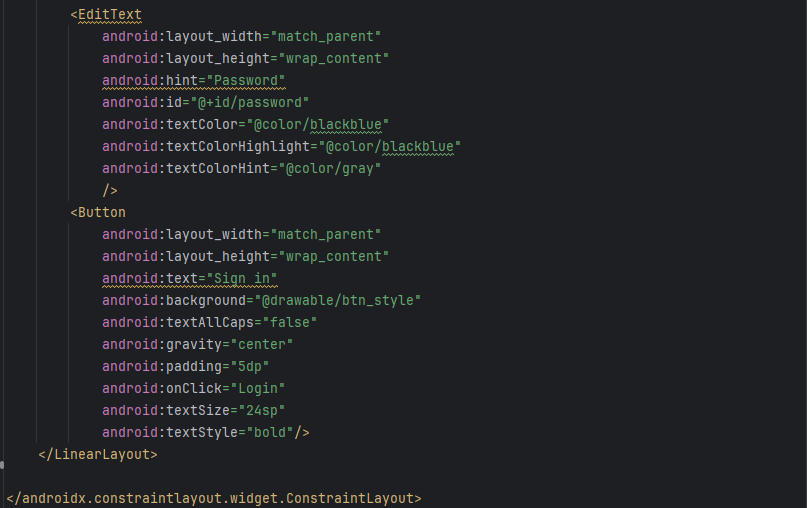 <EditText
android:layout_width="match_parent"
android:layout_height="wrap_content"
android:hint="Password"
android:id="@+id/password"
android:textColor="@color/blackblue"
android:textColorHighlight="@color/blackblue"
android:textColorHint="@color/gray"
/>
<Button
android:layout_width="match_parent"
android:layout_height="wrap_content"
android:text="Sign in"
android:background="@drawable/btn_style"
android:textAllCaps="false"
android:gravity="center"
android:padding="5dp"
android:onClick="Login"
android:textSize="24sp"
android:textStyle="bold"/>
</LinearLayout>
</androidx.constraintlayout.widget.ConstraintLayout>